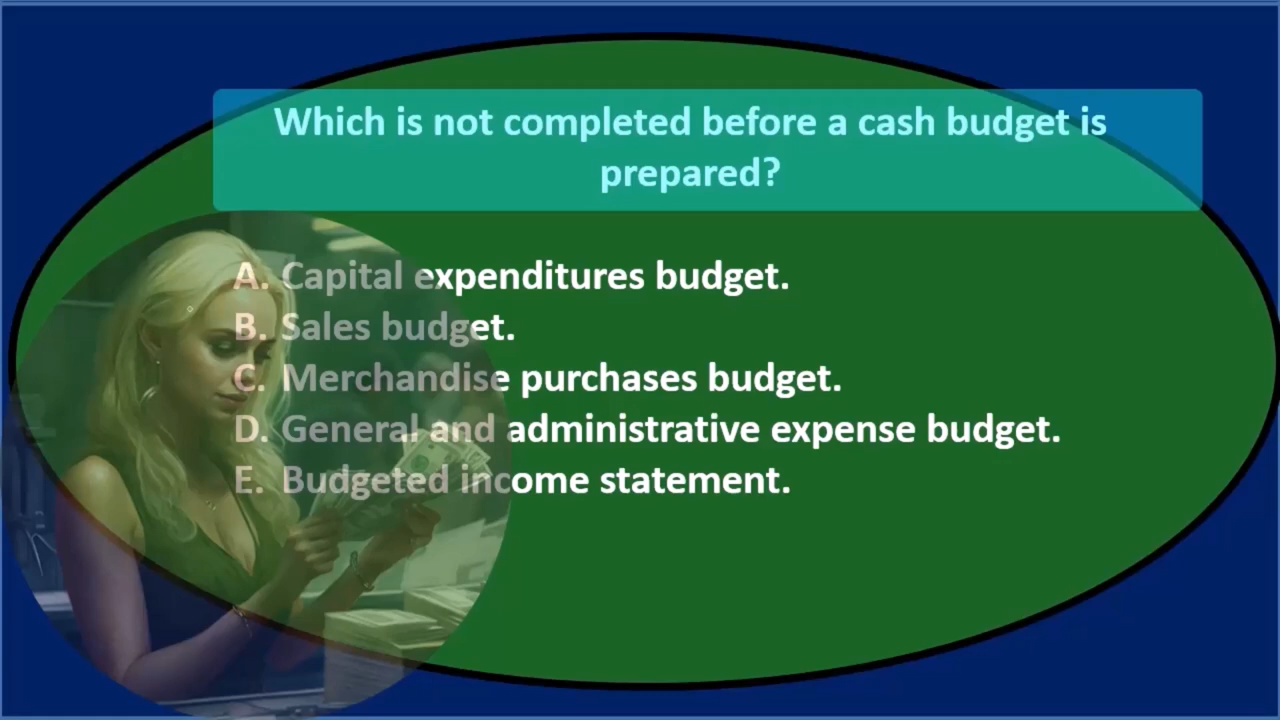 Which is not completed before a cash budget is
prepared?
A. Capital expenditures budget.
B. Sales budget.
C. Merchandise purchases budget.
D. General and administrative expense budget.
E. Budgeted income statement.